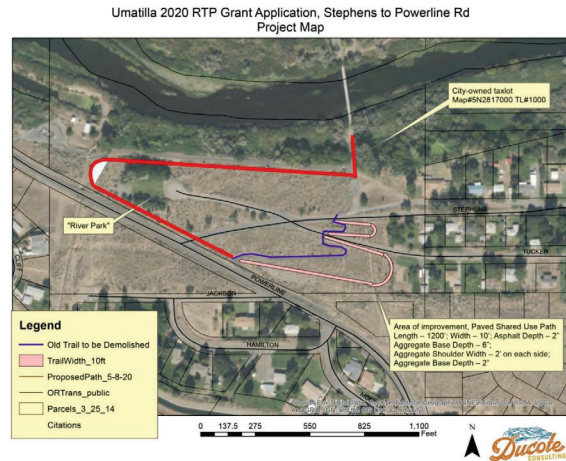 Umatilla 2020 RTP Grant Application, Stephens to Powerline Rd
Project Map
City-owned taxlot
Map#5N2817000 TL#1000
STEPHENS
"River Park"
TUCKER
POWERLINE
CLIFF
JACKSON
HAMILTON
Area of improvement, Paved Shared Use Path
Length – 1200'; Width – 10'; Asphalt Depth – 2"
Aggregate Base Depth – 6";
Aggregate Shoulder Width – 2' on each side;
Aggregate Base Depth – 2"
Legend
Old Trail to be Demolished
TrailWidth_10ft
ProposedPath_5-8-20
ORTrans_public
Parcels_3_25_14
Citations
0 137.5 275 550 825 1,100
Feet
N
Ducote
CONSULTING